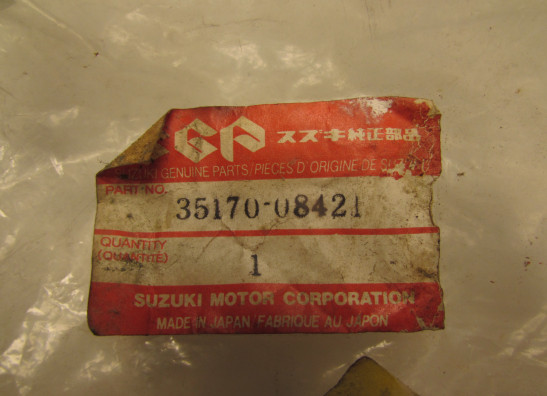 GP スズキ純正部品
SUZUKI GENUINE PARTS/PIECES D' ORIGINE DE SUZUKI
PART NO. 35170-08421
QUANTITY
(QUANTITÉ) 1
SUZUKI MOTOR CORPORATION
MADE IN JAPAN/FABRIQUE AU JAPON